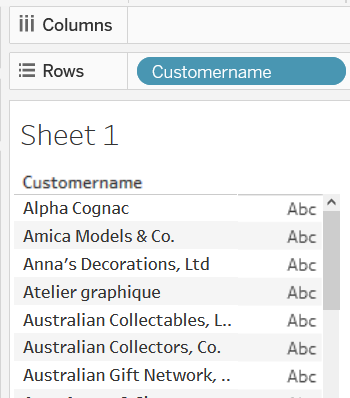 Columns
Rows
Customername
Sheet 1
Customername
Alpha Cognac Abc
Amica Models & Co. Abc
Anna's Decorations, Ltd Abc
Atelier graphique Abc
Australian Collectables, L.. Abc
Australian Collectors, Co. Abc
Australian Gift Network, .. Abc